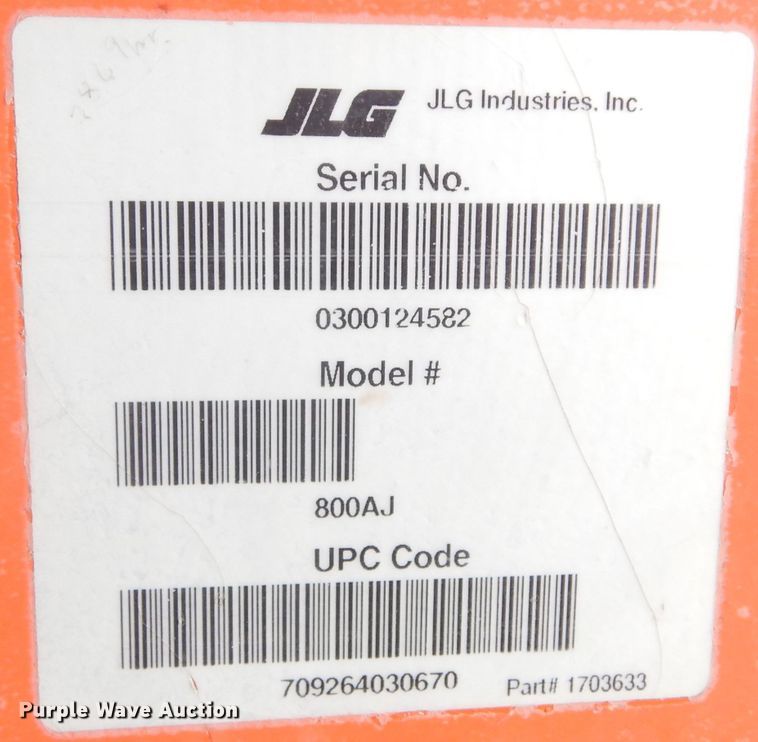 JLG JLG Industries, Inc.
Serial No.
0300124582
Model #
800AJ
UPC Code
709264030670 Part# 1703633
Purple Wave Auction